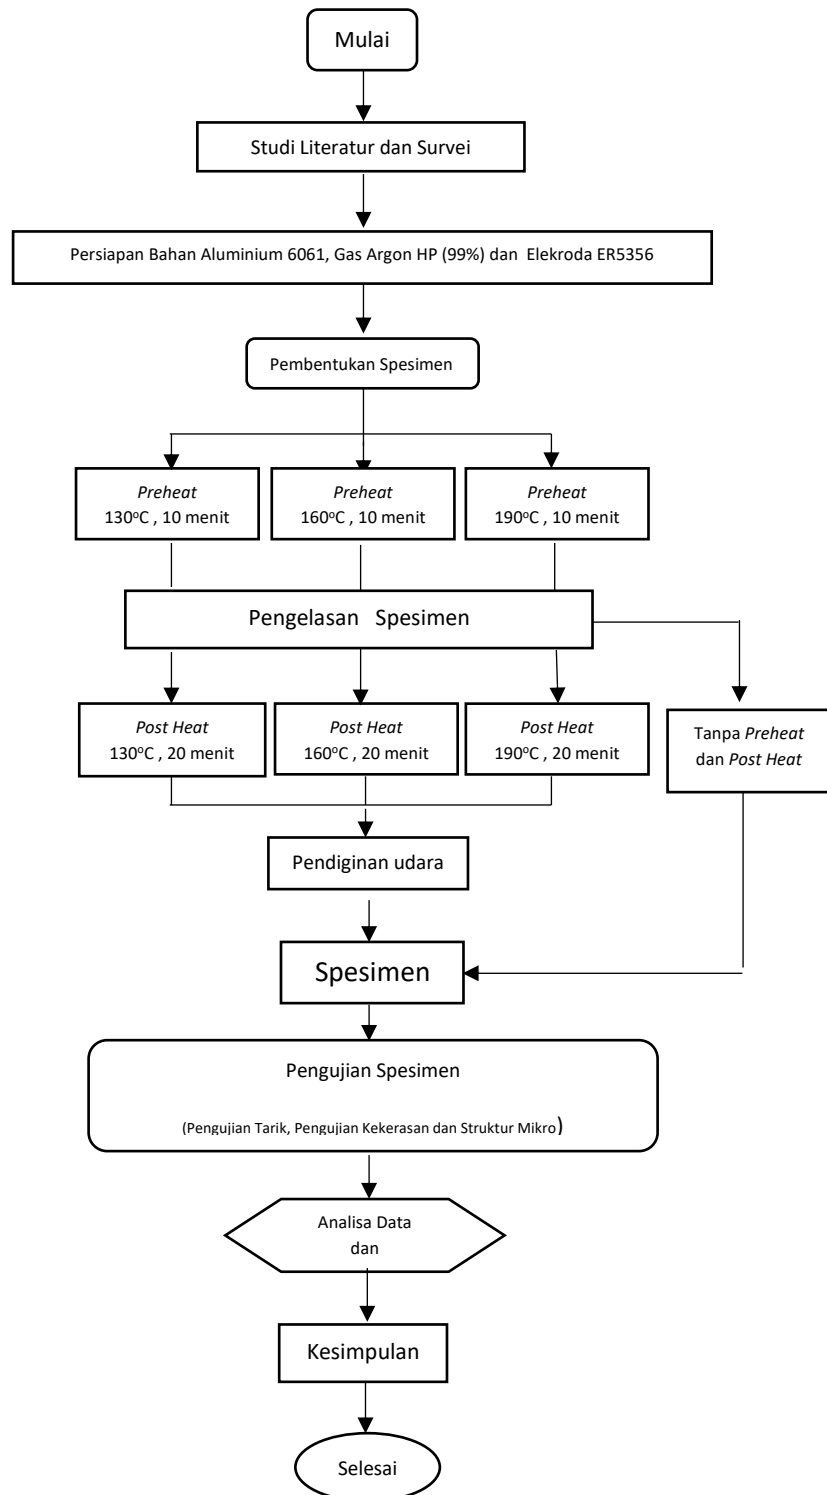 Mulai
Studi Literatur dan Survei
Persiapan Bahan Aluminium 6061, Gas Argon HP (99%) dan Elekroda ER5356
Pembentukan Spesimen
Preheat
130°C , 10 menit
Preheat
160°C , 10 menit
Preheat
190°C , 10 menit
Pengelasan Spesimen
Post Heat
130°C , 20 menit
Post Heat
160°C , 20 menit
Post Heat
190°C , 20 menit
Tanpa Preheat
dan Post Heat
Pendiginan udara
Spesimen
Pengujian Spesimen
(Pengujian Tarik, Pengujian Kekerasan dan Struktur Mikro)
Analisa Data
dan
Kesimpulan
Selesai